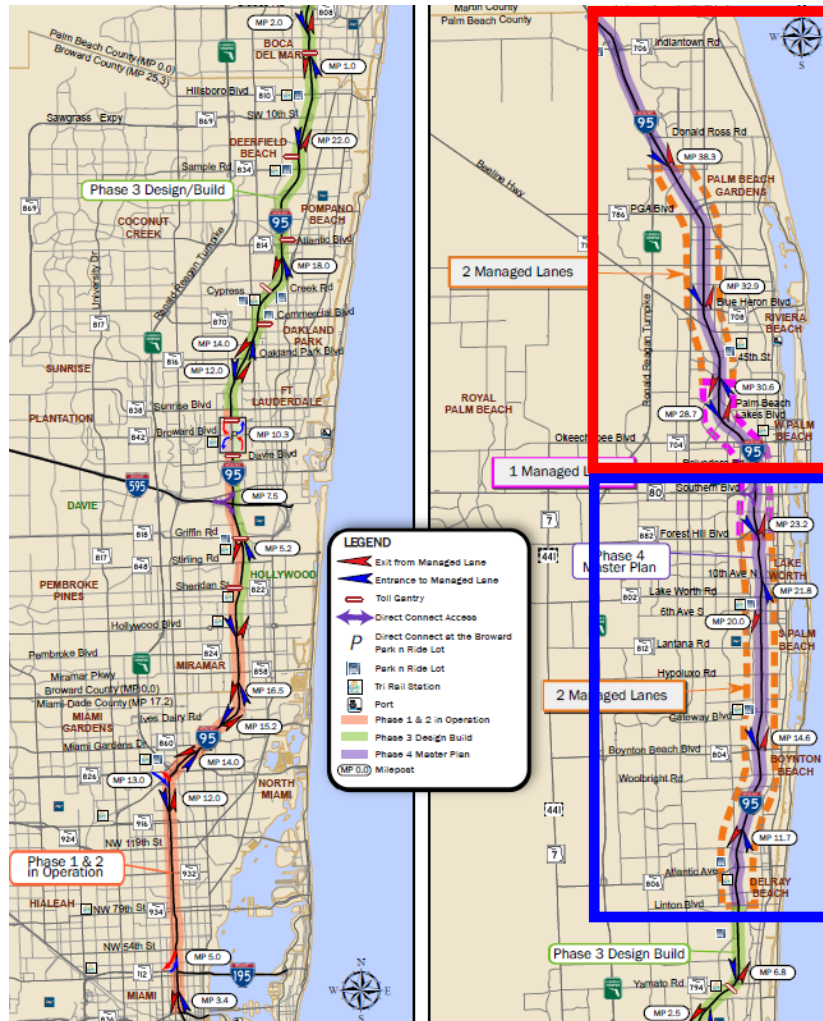 MP 2.0
808
BOCA
DEL MAR
Palm Beach County (MP 0.0)
Broward County (MP 25.3)
MP 1.0
Hillsboro Blvd
810
SW 10th St
Sawgrass Expy
869
DEERFIELD
BEACH
MP 22.0
Sample Rd
834
Phase 3 Design/Build
95
POMPANO
BEACH
869
COCONUT
CREEK
814
Atlantic Blvd
University Dr
Ronald Reagan Turnpike
MP 18.0
Cypress
Creek Rd
Commercial Blvd
817
870
OAKLAND
PARK
MP 14.0
Oakland Park Blvd
816
MP 12.0
SUNRISE
FT
LAUDERDALE
838
Sunrise Blvd
PLANTATION
842
Broward Blvd
MP 10.3
Davie Blvd
95
595
MP 7.5
DAVIE
818
Griffin Rd
MP 5.2
817
848
Stirling Rd
HOLLYWOOD
PEMBROKE
PINES
Sheridan St
822
Hollywood Blvd
824
Pembroke Blvd
MIRAMAR
858
Miramar Pkwy
Broward County (MP 0.0)
Miami-Dade County (MP 17.2)
MP 16.5
MIAMI
GARDENS
Ives Dairy Rd
MP 15.2
860
Miami Gardens Dr
95
MP 14.0
826
MP 13.0
NORTH
MIAMI
MP 12.0
916
924
NW 119th St
Phase 1 & 2
in Operation
932
HIALEAH
NW 79th St
934
NW 54th St
MP 5.0
112
195
MIAMI
MP 3.4
836
N
W E
S
95
LEGEND
Exit from Managed Lane
Entrance to Managed Lane
Toll Gantry
Direct Connect Access
P Direct Connect at the Broward
Park n Ride Lot
Park n Ride Lot
Tri Rail Station
Port
Phase 1 & 2 in Operation
Phase 3 Design Build
Phase 4 Master Plan
MP 0.0 Milepost
Martin County
Palm Beach County
706
Indiantown Rd
N
W
S
95
Donald Ross Rd
MP 38.3
Beeline Hwy
PALM BEACH
GARDENS
786
PGA Blvd
2 Managed Lanes
MP 32.9
Blue Heron Blvd
708
RIVIERA
BEACH
Ronald Reagan Turnpike
45th St
MP 30.6
ROYAL
PALM BEACH
MP 28.7
Palm Beach
Lakes Blvd
W PALM
BEACH
Okeechobee Blvd
704
95
1 Managed
80
Southern Blvd
7
MP 23.2
882
Forest Hill Blvd
441
Phase 4
Master Plan
LAKE
WORTH
10th Ave N
802
Lake Worth Rd
MP 21.8
6th Ave S
MP 20.0
S PALM
BEACH
812
Lantana Rd
Hypoluxo Rd
2 Managed Lanes
Gateway Blvd
MP 14.6
Boynton Beach Blvd
804
BOYNTON
BEACH
Woolbright Rd
95
441
MP 11.7
7
Atlantic Ave
806
DELRAY
BEACH
Linton Blvd
Phase 3 Design Build
MP 6.8
Yamato Rd
794
MP 2.5